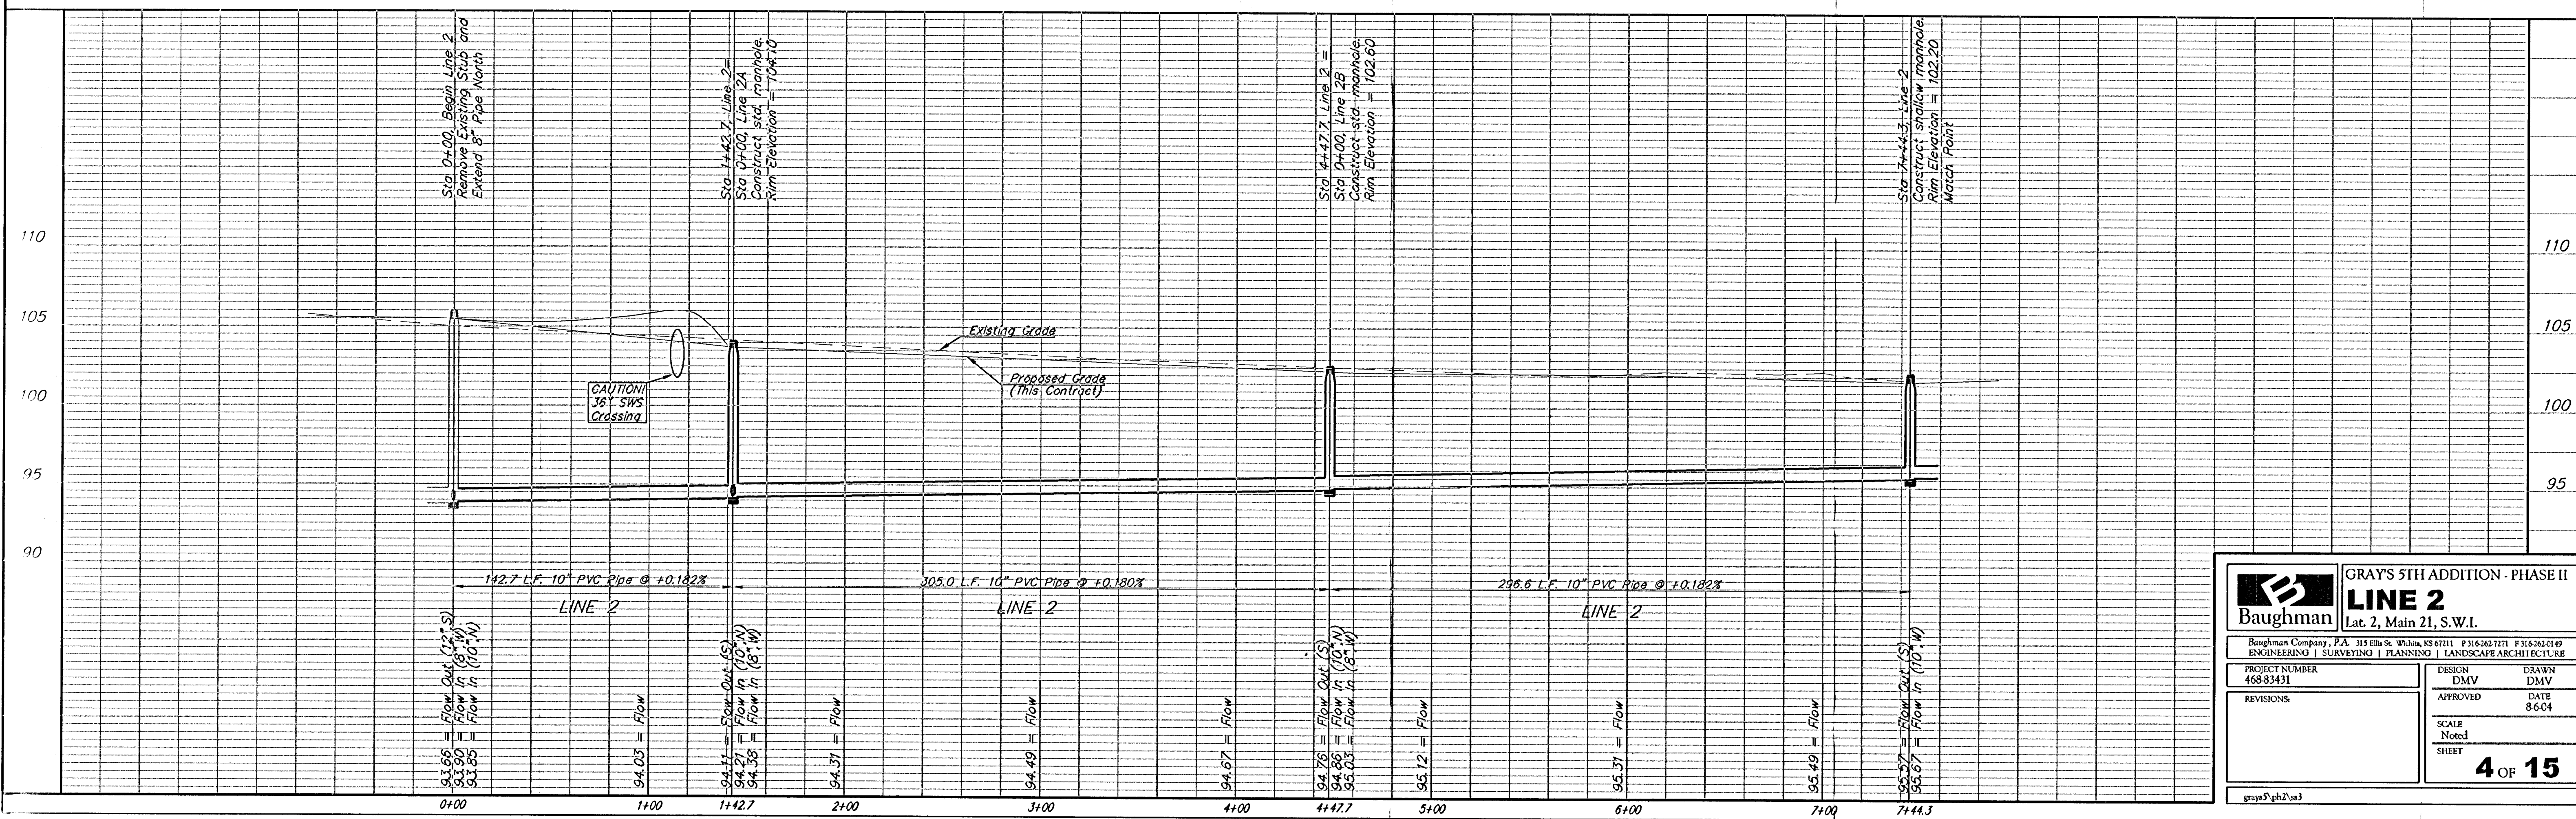 Sta 0+00, Begin Line 2
Remove Existing Stub and
Extend 8" Pipe North
Sta 1+42.7, Line 2=
Sta 0+00, Line 2A
Construct std. manhole.
Rim Elevation = 104.10
Sta 4+47.7, Line 2 =
Sta 0+00, Line 2B
Construct std. manhole.
Rim Elevation = 102.60
Sta 7+44.3, Line 2
Construct shallow manhole.
Rim Elevation = 102.20
Match Point
110
105
100
95
90
110
105
100
95
Existing Grade
Proposed Grade
(This Contract)
CAUTION!
36" SWS
Crossing
142.7 L.F. 10" PVC Pipe @ +0.182%
LINE 2
305.0 L.F. 10" PVC Pipe @ +0.180%
LINE 2
296.6 L.F. 10" PVC Pipe @ +0.182%
LINE 2
93.66 = Flow Out (12",S)
93.90 = Flow In (8",W)
93.85 = Flow In (10",N)
94.03 = Flow
94.11 = Flow Out (S)
94.21 = Flow In (10",N)
94.38 = Flow In (8",W)
94.31 = Flow
94.49 = Flow
94.67 = Flow
94.76 = Flow Out (S)
94.86 = Flow In (10",N)
95.03 = Flow In (8",W)
95.12 = Flow
95.31 = Flow
95.49 = Flow
95.57 = Flow Out (S)
95.67 = Flow In (10",W)
0+00
1+00
1+42.7
2+00
3+00
4+00
4+47.7
5+00
6+00
7+00
7+44.3
B
Baughman
GRAY'S 5TH ADDITION - PHASE II
LINE 2
Lat. 2, Main 21, S.W.I.
Baughman Company, P.A. 315 Ellis St. Wichita, KS 67211 P 316-262-7271 F 316-262-0149
ENGINEERING | SURVEYING | PLANNING | LANDSCAPE ARCHITECTURE
PROJECT NUMBER
468-83431
DESIGN
DMV
DRAWN
DMV
REVISIONS:
APPROVED
DATE
8-6-04
SCALE
Noted
SHEET
4 OF 15
grays5\ph2\ss3